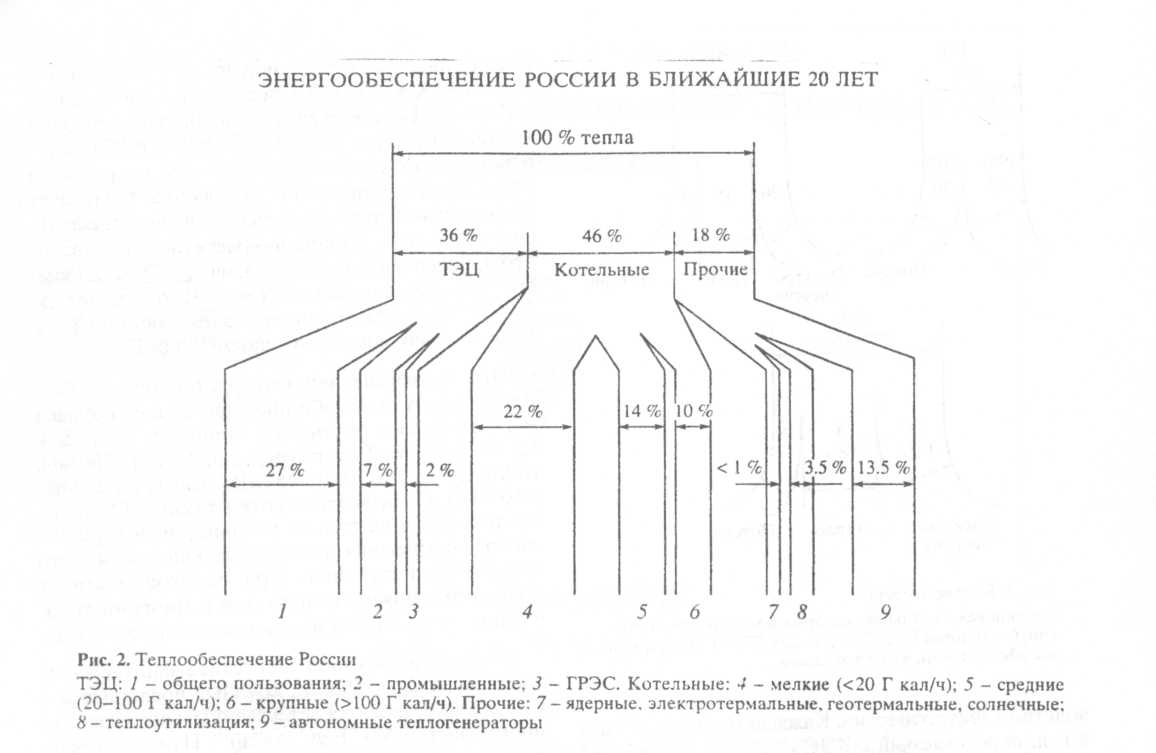 ЭНЕРГООБЕСПЕЧЕНИЕ РОССИИ В БЛИЖАЙШИЕ 20 ЛЕТ
100 % тепла
36 % 46 % 18 %
ТЭЦ Котельные Прочие
22 % 14 % 10 %
27 % 7 % 2 % < 1 % 3.5 % 13.5 %
1 2 3 4 5 6 7 8 9
Рис. 2. Теплообеспечение России
ТЭЦ: 1 – общего пользования; 2 – промышленные; 3 – ГРЭС. Котельные: 4 – мелкие (<20 Г кал/ч); 5 – средние
(20–100 Г кал/ч); 6 – крупные (>100 Г кал/ч). Прочие: 7 – ядерные, электротермальные, геотермальные, солнечные;
8 – теплоутилизация; 9 – автономные теплогенераторы